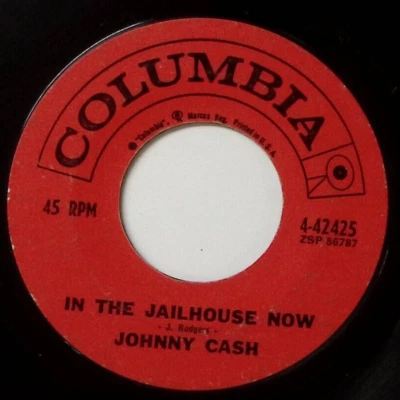 COLUMBIA
"Columbia", Marcas Reg. Printed in U.S.A.
45 RPM
4-42425
ZSP 56787
IN THE JAILHOUSE NOW
- J. Rodgers -
JOHNNY CASH